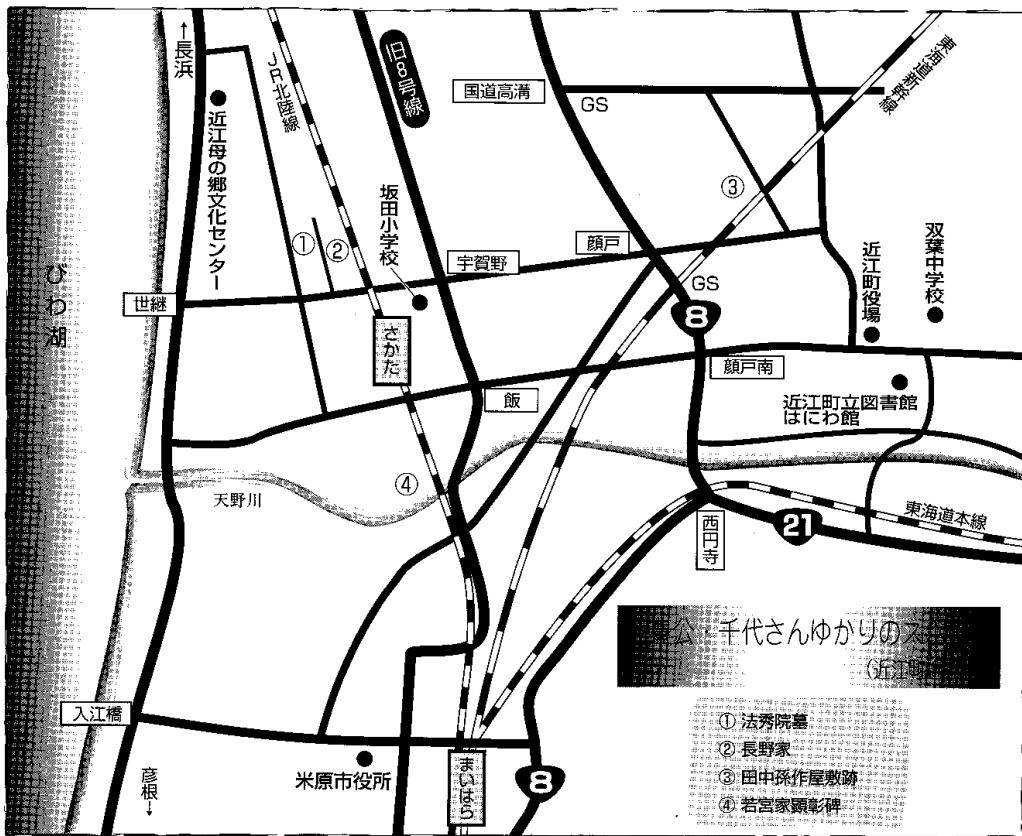 ↑長浜
JR北陸線
旧8号線
国道高溝
GS
東海道新幹線
近江母の郷文化センター
①
②
③
坂田小学校
宇賀野
顔戸
近江町役場
双葉中学校
びわ湖
世継
GS
8
さかた
飯
顔戸南
近江町立図書館
はにわ館
④
天野川
西円寺
21
東海道本線
公・千代さんゆかりのス
(近江町
入江橋
彦根↓
米原市役所
まいはら
8
① 法秀院墓
② 長野家
③ 田中孫作屋敷跡
④ 若宮家顕彰碑